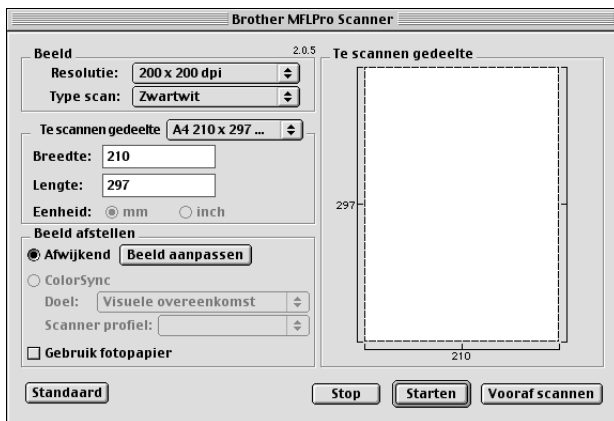 Brother MFLPro Scanner
Beeld 2.0.5
Resolutie: 200 x 200 dpi
Type scan: Zwartwit
Te scannen gedeelte A4 210 x 297 ...
Breedte: 210
Lengte: 297
Eenheid: mm inch
Beeld afstellen
Afwijkend Beeld aanpassen
ColorSync
Doel: Visuele overeenkomst
Scanner profiel:
Gebruik fotopapier
Te scannen gedeelte
297
210
Standaard Stop Starten Vooraf scannen